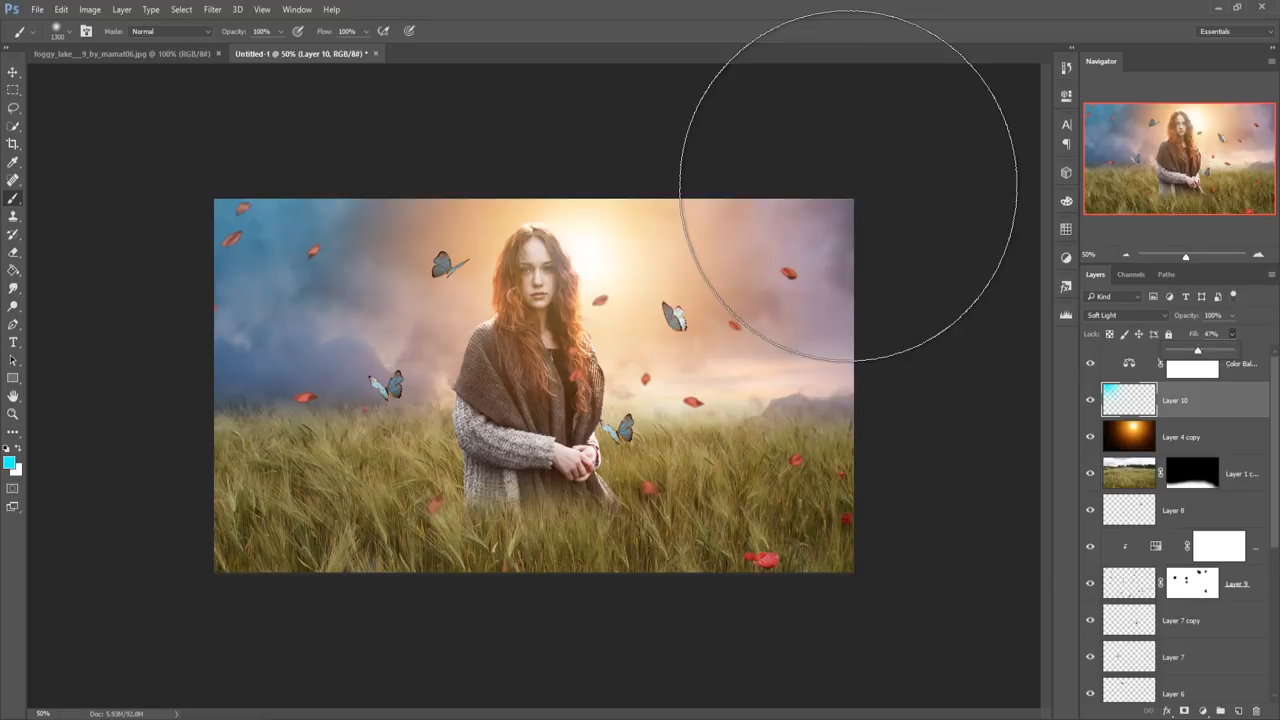 Ps File Edit Image Layer Type Select Filter 3D View Window Help
1300 Mode: Normal Opacity: 100% Flow: 100% Essentials
foggy_lake__9_by_mamat06.jpg @ 100% (RGB/8#) × Untitled-1 @ 50% (Layer 10, RGB/8#) * ×
Navigator
50%
Layers Channels Paths
Kind
Soft Light Opacity: 100%
Lock: Fill: 47%
Color Bal...
Layer 10
Layer 4 copy
Layer 1 c...
Layer 8
...
Layer 9
Layer 7 copy
Layer 7
Layer 6
50% Doc: 5.93M/92.8M